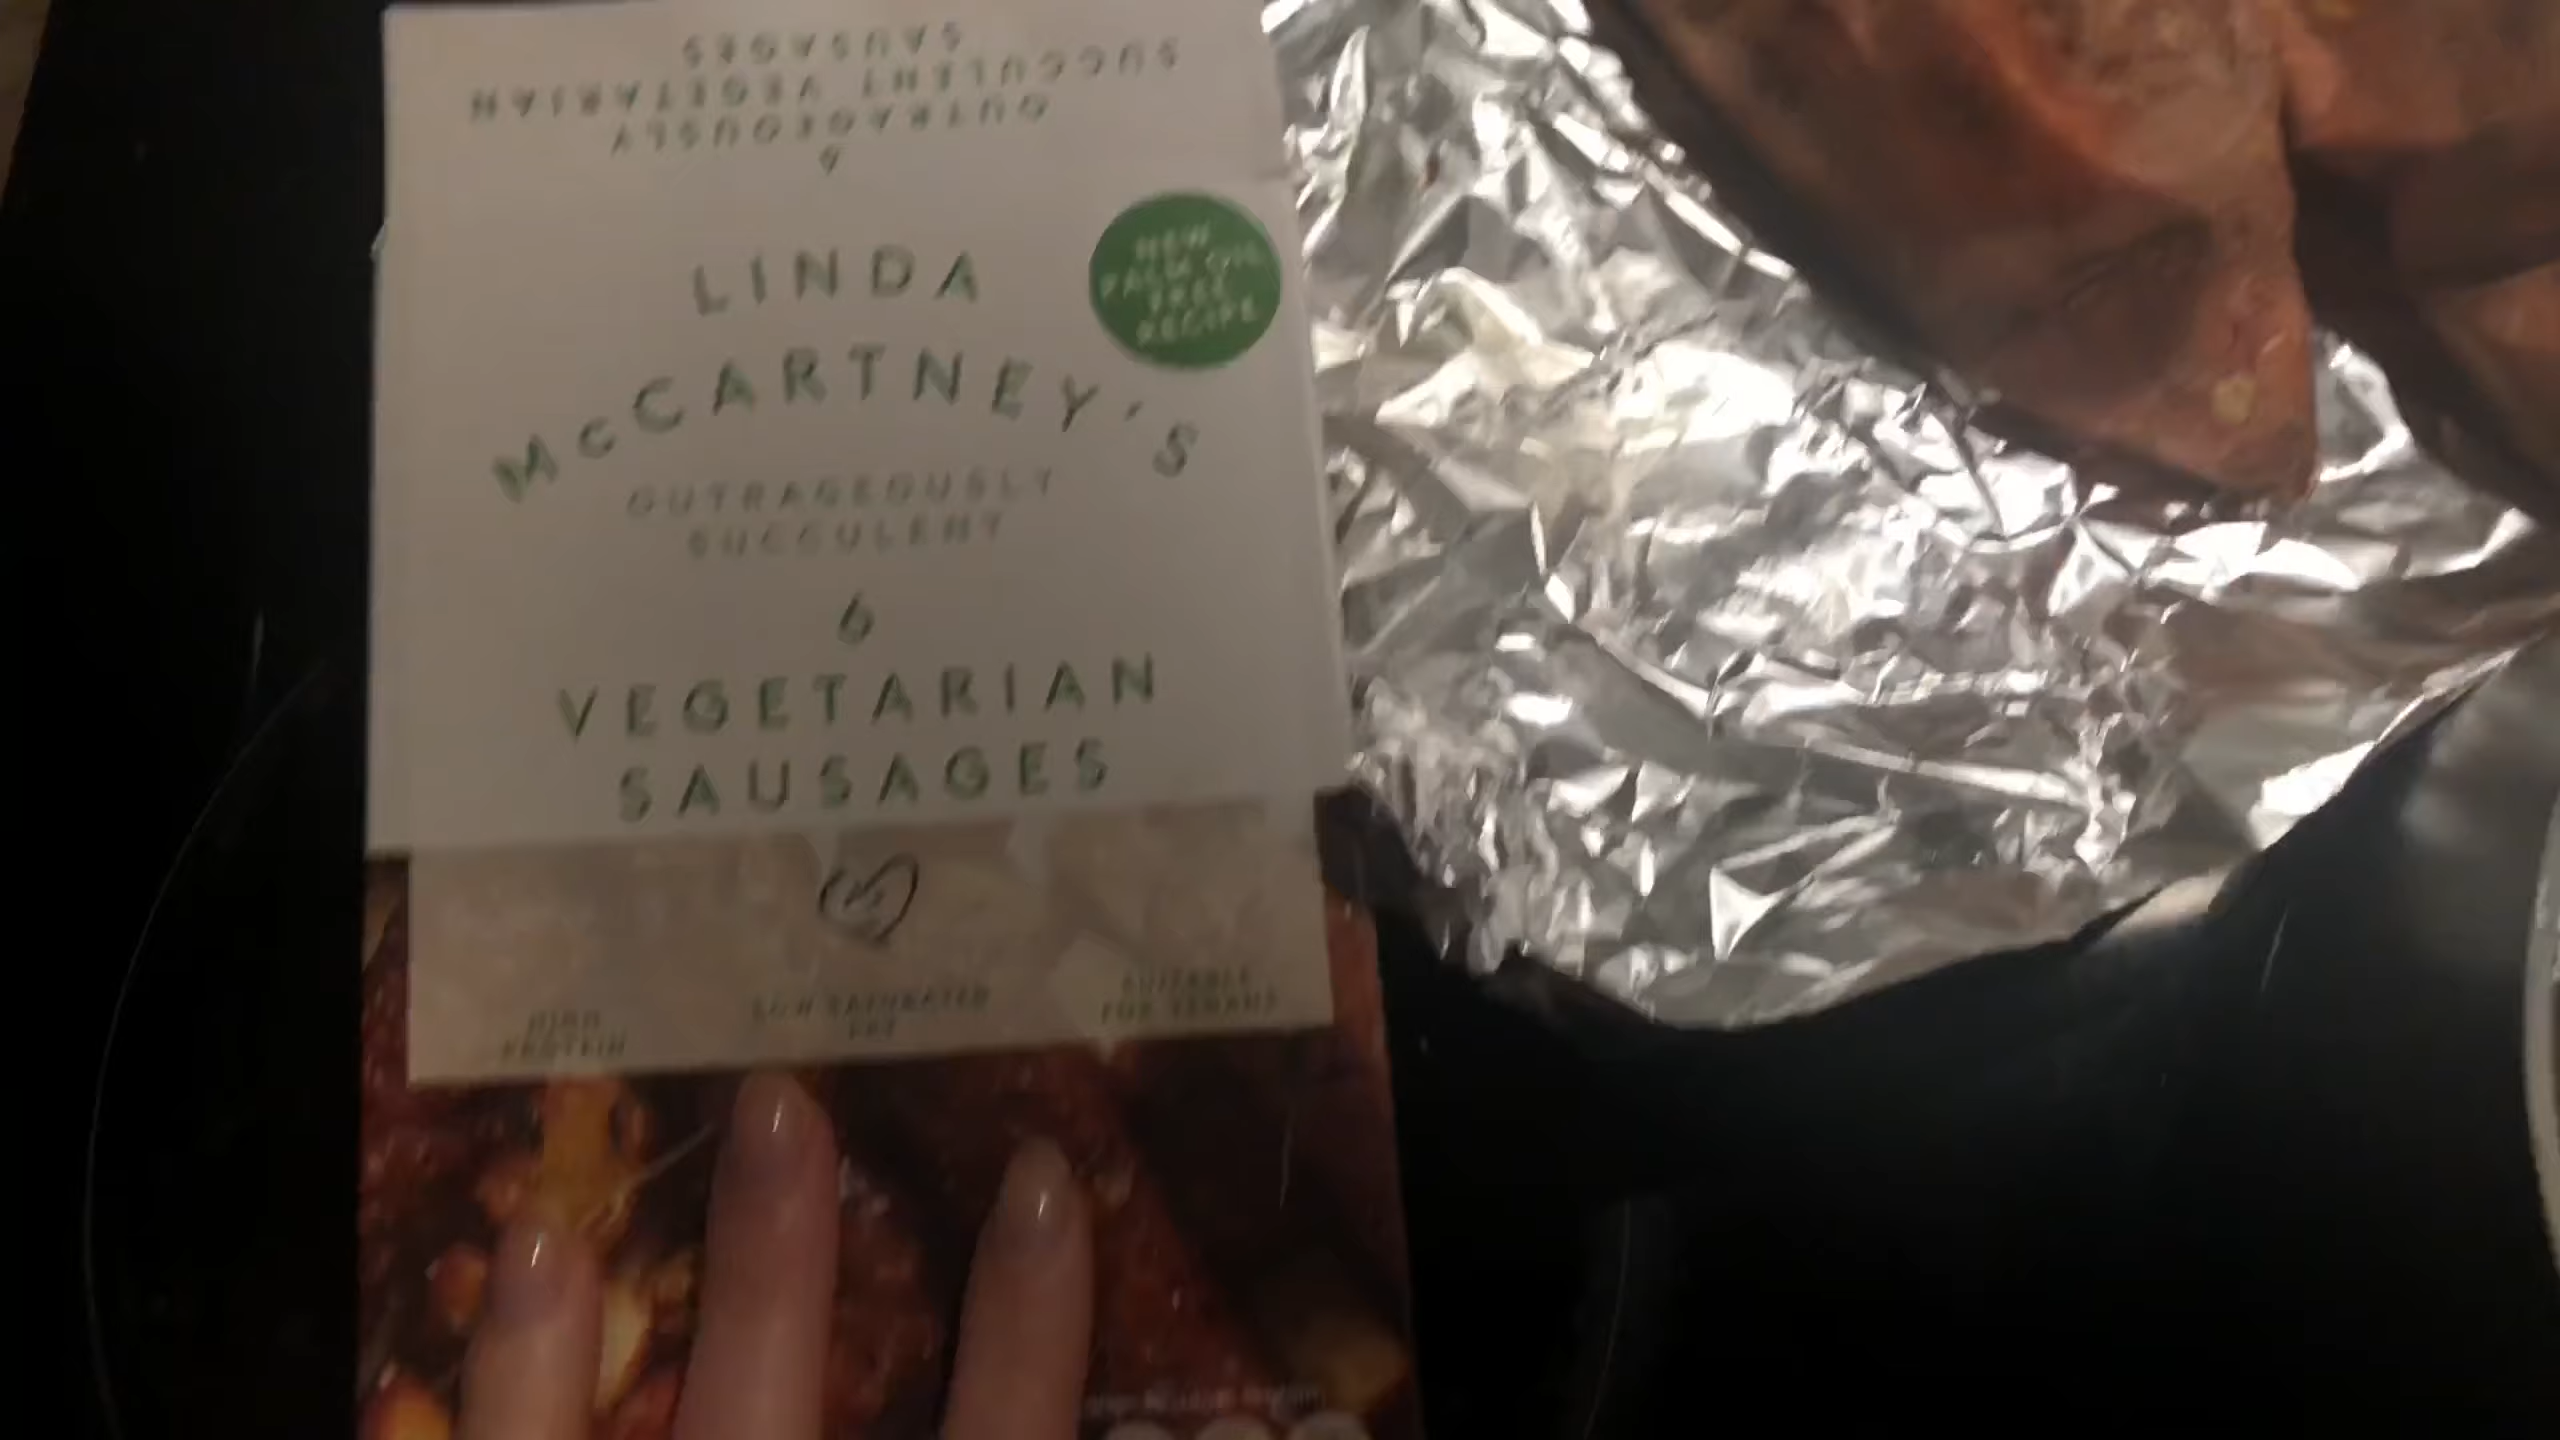 SAUSAGES
SUCCULENT VEGETARIAN
OUTRAGEOUSLY
6
LINDA
McCARTNEY'S
NEW
PALM OIL
FREE
RECIPE
OUTRAGEOUSLY
SUCCULENT
6
VEGETARIAN
SAUSAGES
HIGH
PROTEIN
LOW SATURATED
FAT
SUITABLE
FOR VEGANS